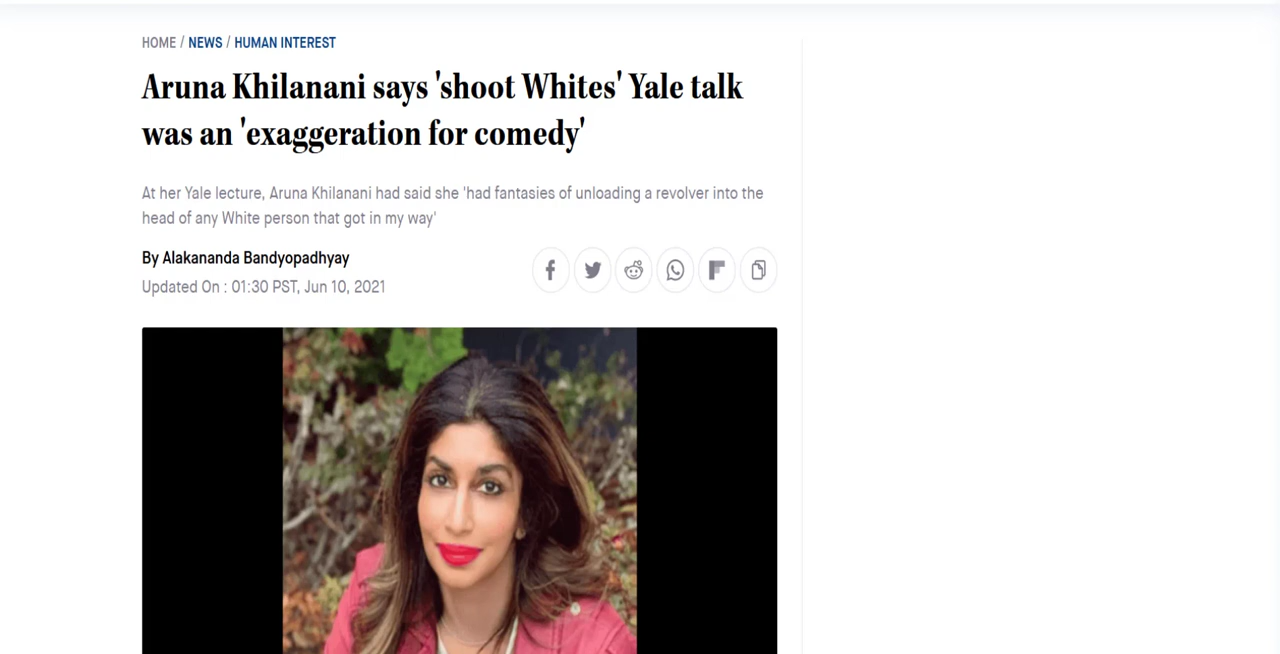 HOME / NEWS / HUMAN INTEREST
Aruna Khilanani says 'shoot Whites' Yale talk
was an 'exaggeration for comedy'
At her Yale lecture, Aruna Khilanani had said she 'had fantasies of unloading a revolver into the
head of any White person that got in my way'
By Alakananda Bandyopadhyay
Updated On : 01:30 PST, Jun 10, 2021